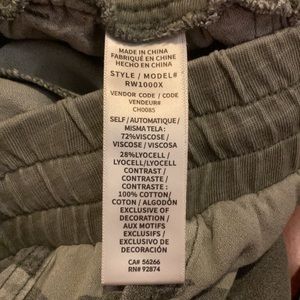 MADE IN CHINA
FABRIQUÉ EN CHINE
HECHO EN CHINA
STYLE / MODEL#
RW1000X
VENDOR CODE / CODE
VENDEUR#
CH0085
SELF / AUTOMATIQUE /
MISMA TELA :
72%VISCOSE /
VISCOSE / VISCOSA
28%LYOCELL /
LYOCELL/LYOCELL
CONTRAST /
CONTRASTE /
CONTRASTE :
100% COTTON/
COTON / ALGODÓN
EXCLUSIVE OF
DECORATION /
AUX MOTIFS
EXCLUSIFS /
EXCLUSIVO DE
DECORACIÓN
CA# 56266
RN# 92874